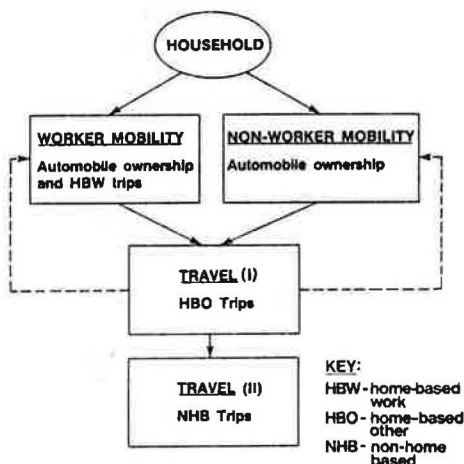 HOUSEHOLD
WORKER MOBILITY
Automobile ownership
and HBW trips
NON-WORKER MOBILITY
Automobile ownership
TRAVEL (I)
HBO Trips
TRAVEL (II)
NHB Trips
KEY:
HBW - home-based
work
HBO - home-based
other
NHB - non-home
based